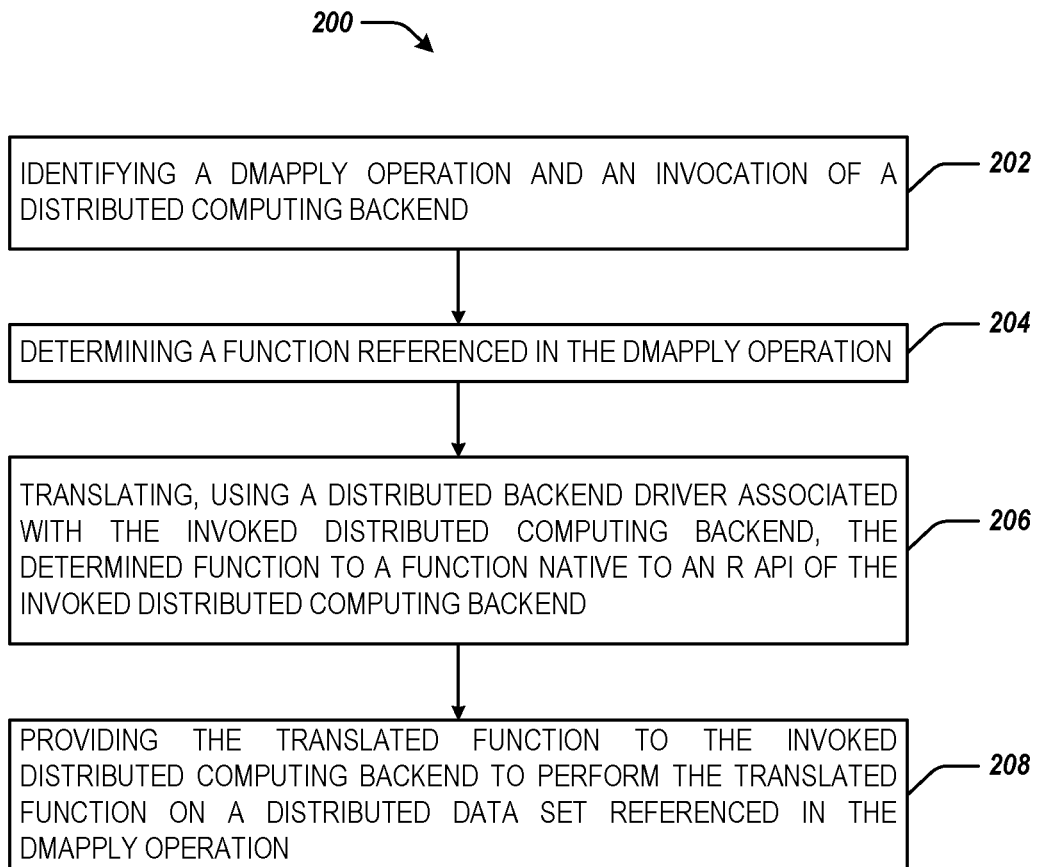 200
IDENTIFYING A DMAPPLY OPERATION AND AN INVOCATION OF A
DISTRIBUTED COMPUTING BACKEND
202
DETERMINING A FUNCTION REFERENCED IN THE DMAPPLY OPERATION
204
TRANSLATING, USING A DISTRIBUTED BACKEND DRIVER ASSOCIATED
WITH THE INVOKED DISTRIBUTED COMPUTING BACKEND, THE
DETERMINED FUNCTION TO A FUNCTION NATIVE TO AN R API OF THE
INVOKED DISTRIBUTED COMPUTING BACKEND
206
PROVIDING THE TRANSLATED FUNCTION TO THE INVOKED
DISTRIBUTED COMPUTING BACKEND TO PERFORM THE TRANSLATED
FUNCTION ON A DISTRIBUTED DATA SET REFERENCED IN THE
DMAPPLY OPERATION
208